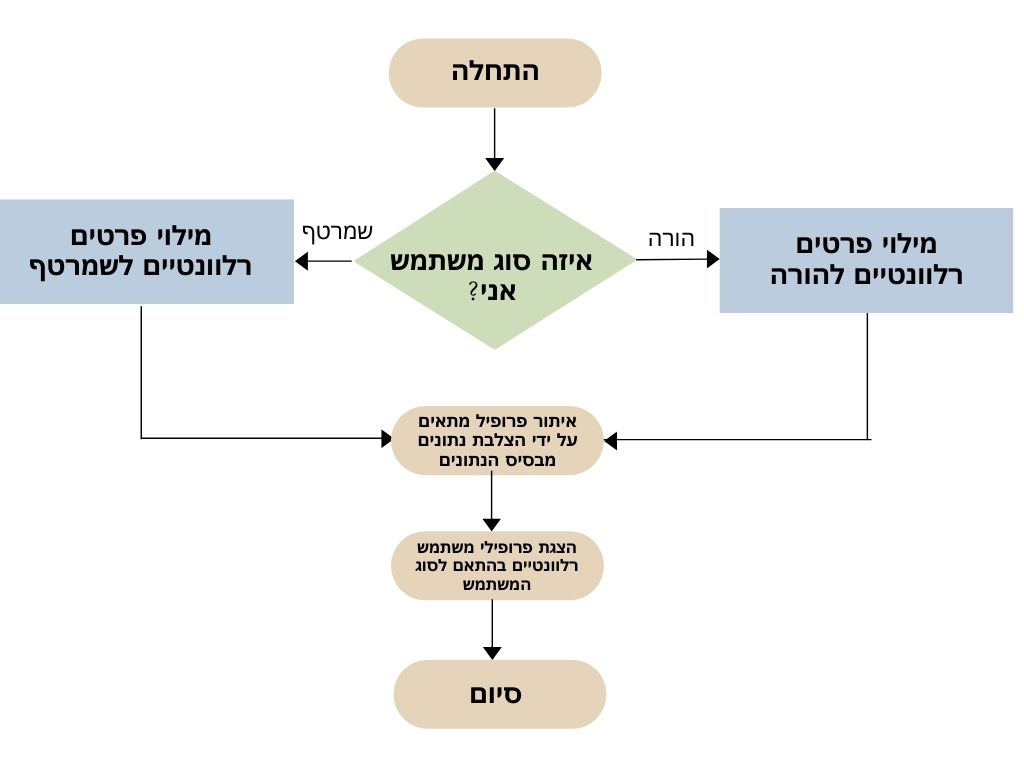 התחלה
איזה סוג משתמש
אני?
הורה
שמרטף
מילוי פרטים
רלוונטיים להורה
מילוי פרטים
רלוונטיים לשמרטף
איתור פרופיל מתאים
על ידי הצלבת נתונים
מבסיס הנתונים
הצגת פרופילי משתמש
רלוונטיים בהתאם לסוג
המשתמש
סיום